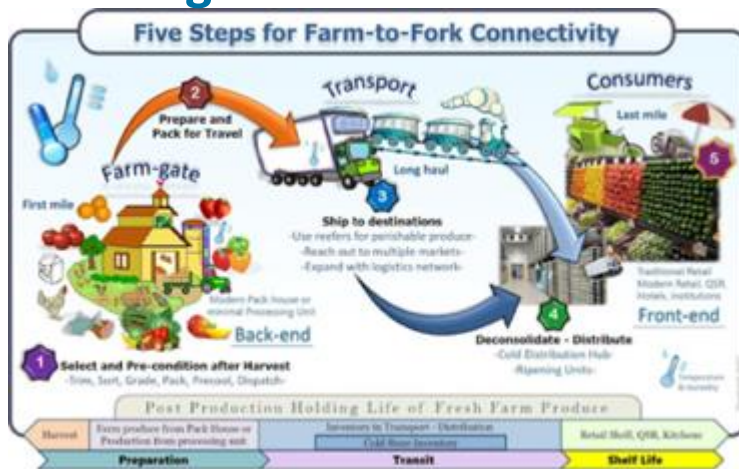 Five Steps for Farm-to-Fork Connectivity
2
Prepare and
Pack for Travel
Transport
Consumers
Last mile
5
Farm-gate
First mile
Long haul
3
Ship to destinations
-Use reefers for perishable produce-
-Reach out to multiple markets-
-Expand with logistics network-
Modern Pack house or
minimal Processing Unit
Back-end
Traditional Retail
Modern Retail, QSR,
Hotels, institutions
Front-end
4
Deconsolidate - Distribute
-Cold Distribution Hub-
-Ripening Units-
1
Select and Pre-condition after Harvest
-Trim, Sort, Grade, Pack, Precool, Dispatch-
Temperature
& humidity
Post Production Holding Life of Fresh Farm Produce
Harvest
Farm produce from Pack House or
Production from processing unit
Inventory in Transport - Distribution
Cold Store Inventory
Retail Shelf, QSR, Kitchens
Preparation
Transit
Shelf Life